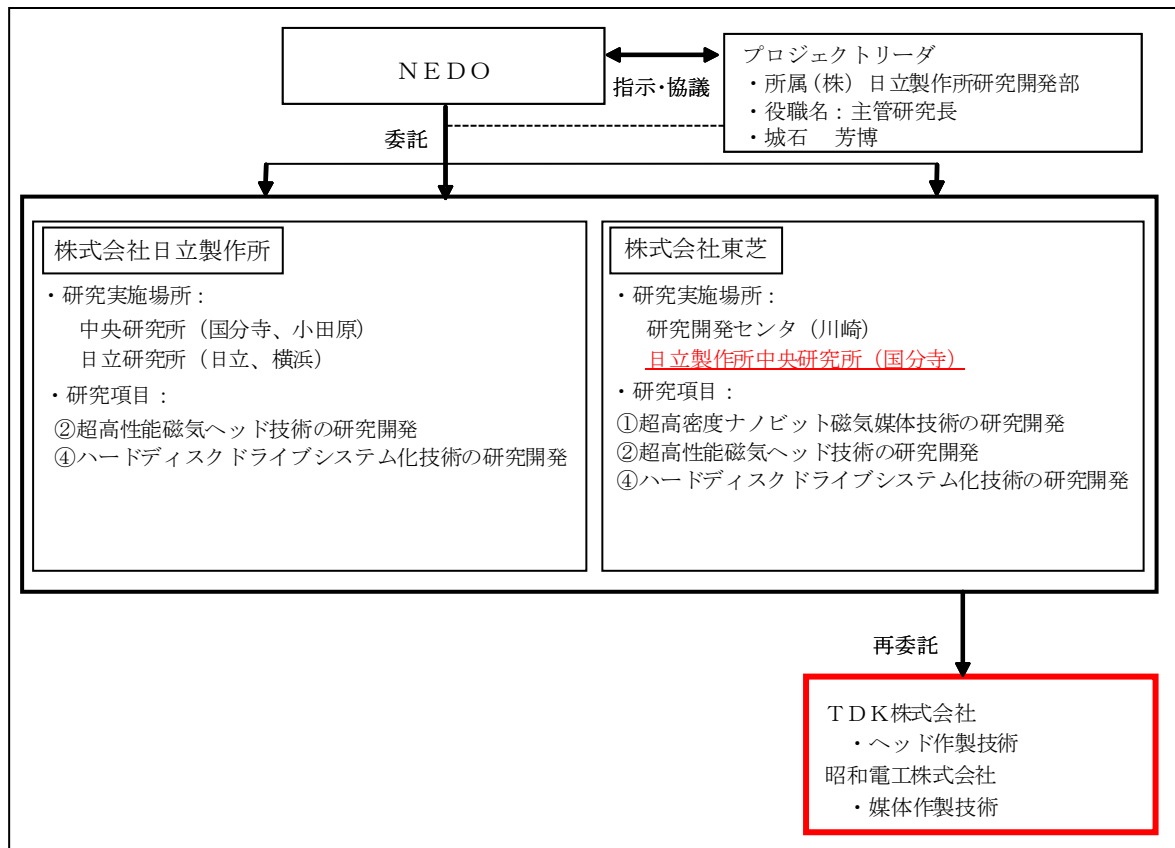 ＮＥＤＯ
指示・協議
プロジェクトリーダ
・所属（株）日立製作所研究開発部
・役職名：主管研究長
・城石　芳博
委託
株式会社日立製作所
・研究実施場所：
中央研究所（国分寺、小田原）
日立研究所（日立、横浜）
・研究項目：
②超高性能磁気ヘッド技術の研究開発
④ハードディスクドライブシステム化技術の研究開発
株式会社東芝
・研究実施場所：
研究開発センタ（川崎）
日立製作所中央研究所（国分寺）
・研究項目：
①超高密度ナノビット磁気媒体技術の研究開発
②超高性能磁気ヘッド技術の研究開発
④ハードディスクドライブシステム化技術の研究開発
再委託
ＴＤＫ株式会社
・ヘッド作製技術
昭和電工株式会社
・媒体作製技術